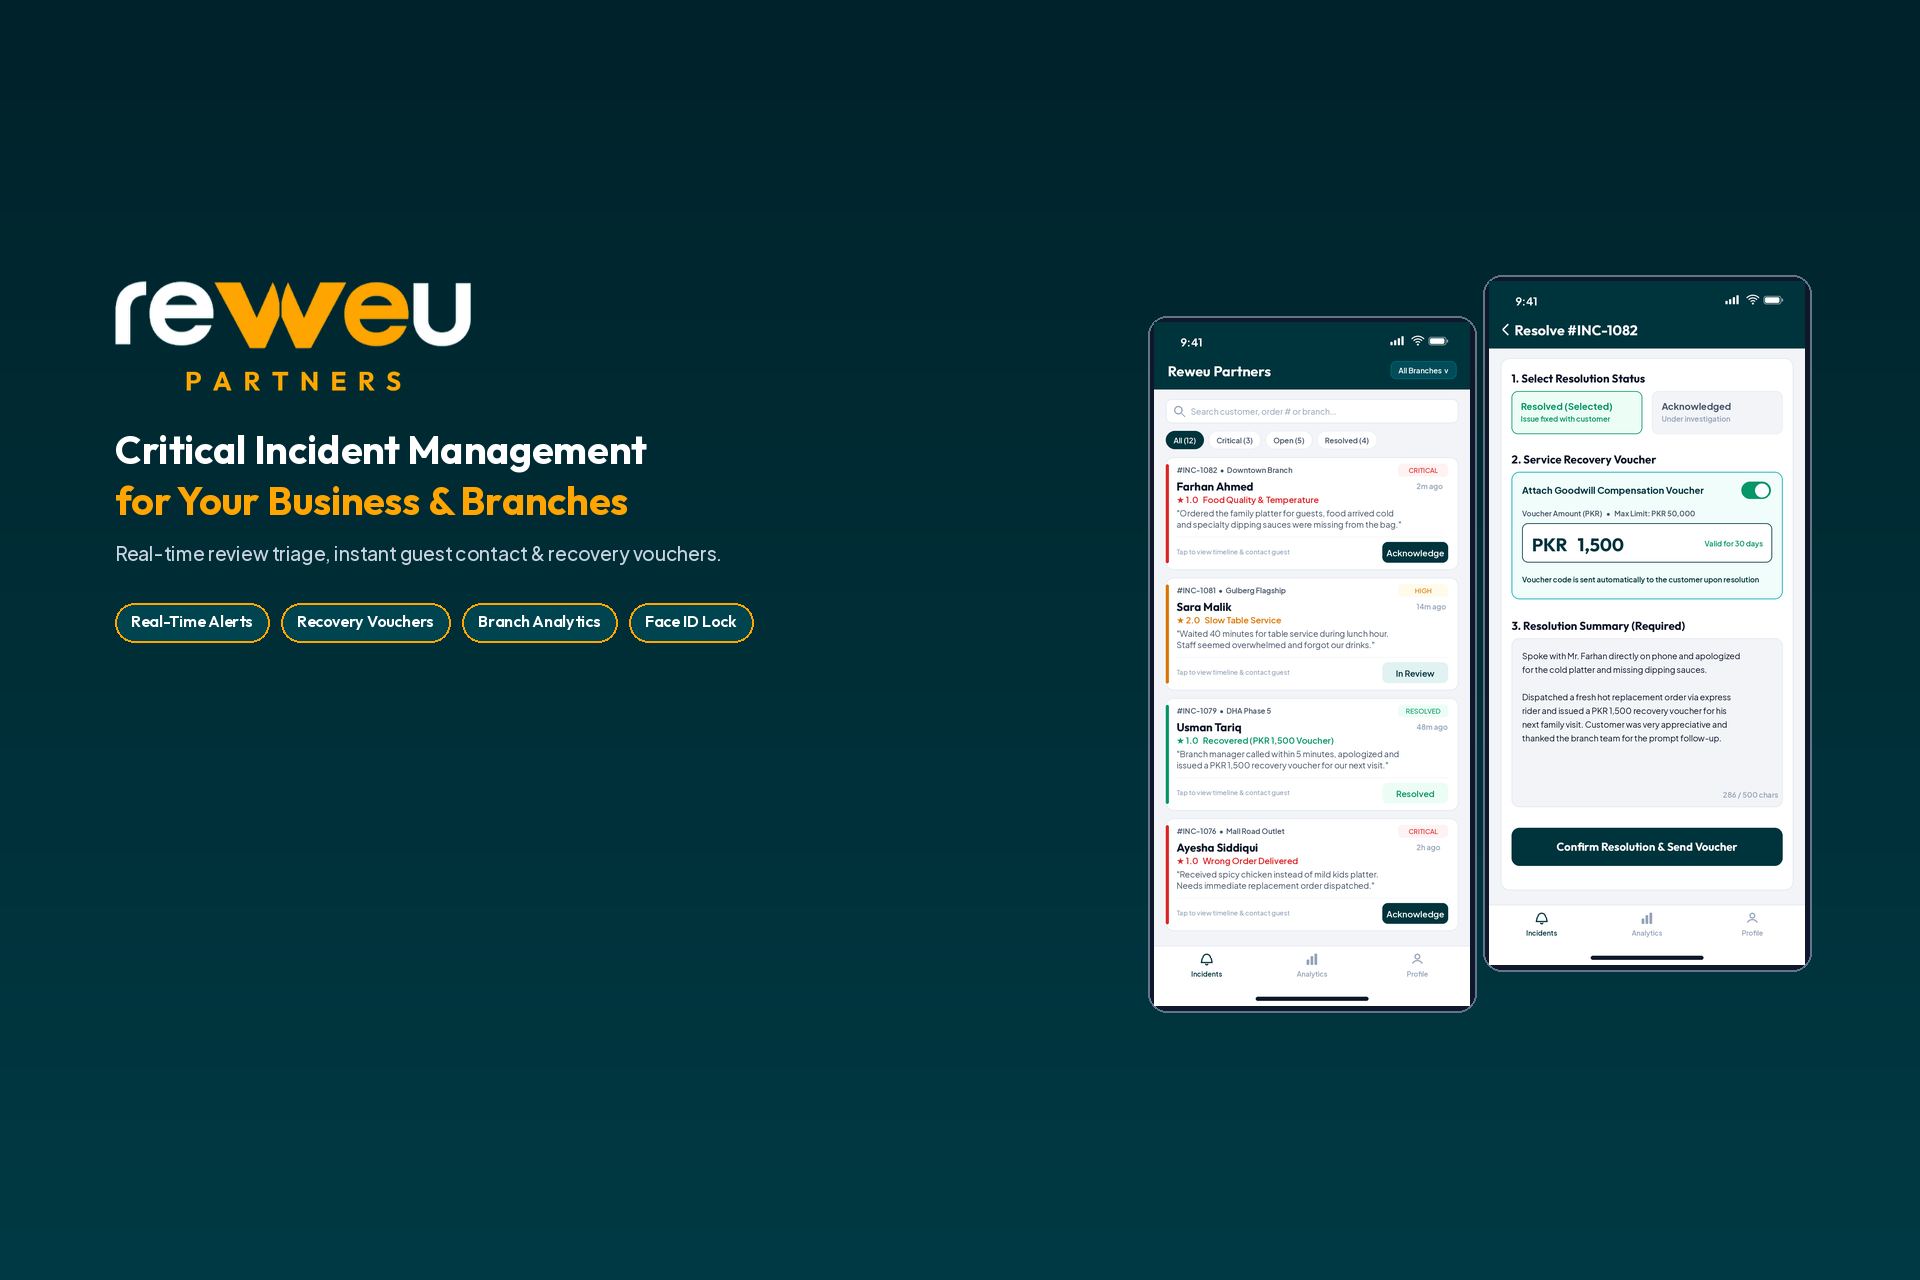 reweu
PARTNERS
Critical Incident Management
for Your Business & Branches
Real-time review triage, instant guest contact & recovery vouchers.
Real-Time Alerts
Recovery Vouchers
Branch Analytics
Face ID Lock
9:41
Reweu Partners
All Branches v
Search customer, order # or branch...
All (12)
Critical (3)
Open (5)
Resolved (4)
#INC-1082 • Downtown Branch
CRITICAL
Farhan Ahmed
2m ago
★ 1.0 Food Quality & Temperature
"Ordered the family platter for guests, food arrived cold
and specialty dipping sauces were missing from the bag."
Tap to view timeline & contact guest
Acknowledge
#INC-1081 • Gulberg Flagship
HIGH
Sara Malik
14m ago
★ 2.0 Slow Table Service
"Waited 40 minutes for table service during lunch hour.
Staff seemed overwhelmed and forgot our drinks."
Tap to view timeline & contact guest
In Review
#INC-1079 • DHA Phase 5
RESOLVED
Usman Tariq
48m ago
★ 1.0 Recovered (PKR 1,500 Voucher)
"Branch manager called within 5 minutes, apologized and
issued a PKR 1,500 recovery voucher for our next visit."
Tap to view timeline & contact guest
Resolved
#INC-1076 • Mall Road Outlet
CRITICAL
Ayesha Siddiqui
2h ago
★ 1.0 Wrong Order Delivered
"Received spicy chicken instead of mild kids platter.
Needs immediate replacement order dispatched."
Tap to view timeline & contact guest
Acknowledge
Incidents
Analytics
Profile
9:41
Resolve #INC-1082
1. Select Resolution Status
Resolved (Selected)
Issue fixed with customer
Acknowledged
Under investigation
2. Service Recovery Voucher
Attach Goodwill Compensation Voucher
Voucher Amount (PKR) • Max Limit: PKR 50,000
PKR 1,500
Valid for 30 days
Voucher code is sent automatically to the customer upon resolution
3. Resolution Summary (Required)
Spoke with Mr. Farhan directly on phone and apologized
for the cold platter and missing dipping sauces.
Dispatched a fresh hot replacement order via express
rider and issued a PKR 1,500 recovery voucher for his
next family visit. Customer was very appreciative and
thanked the branch team for the prompt follow-up.
286 / 500 chars
Confirm Resolution & Send Voucher
Incidents
Analytics
Profile